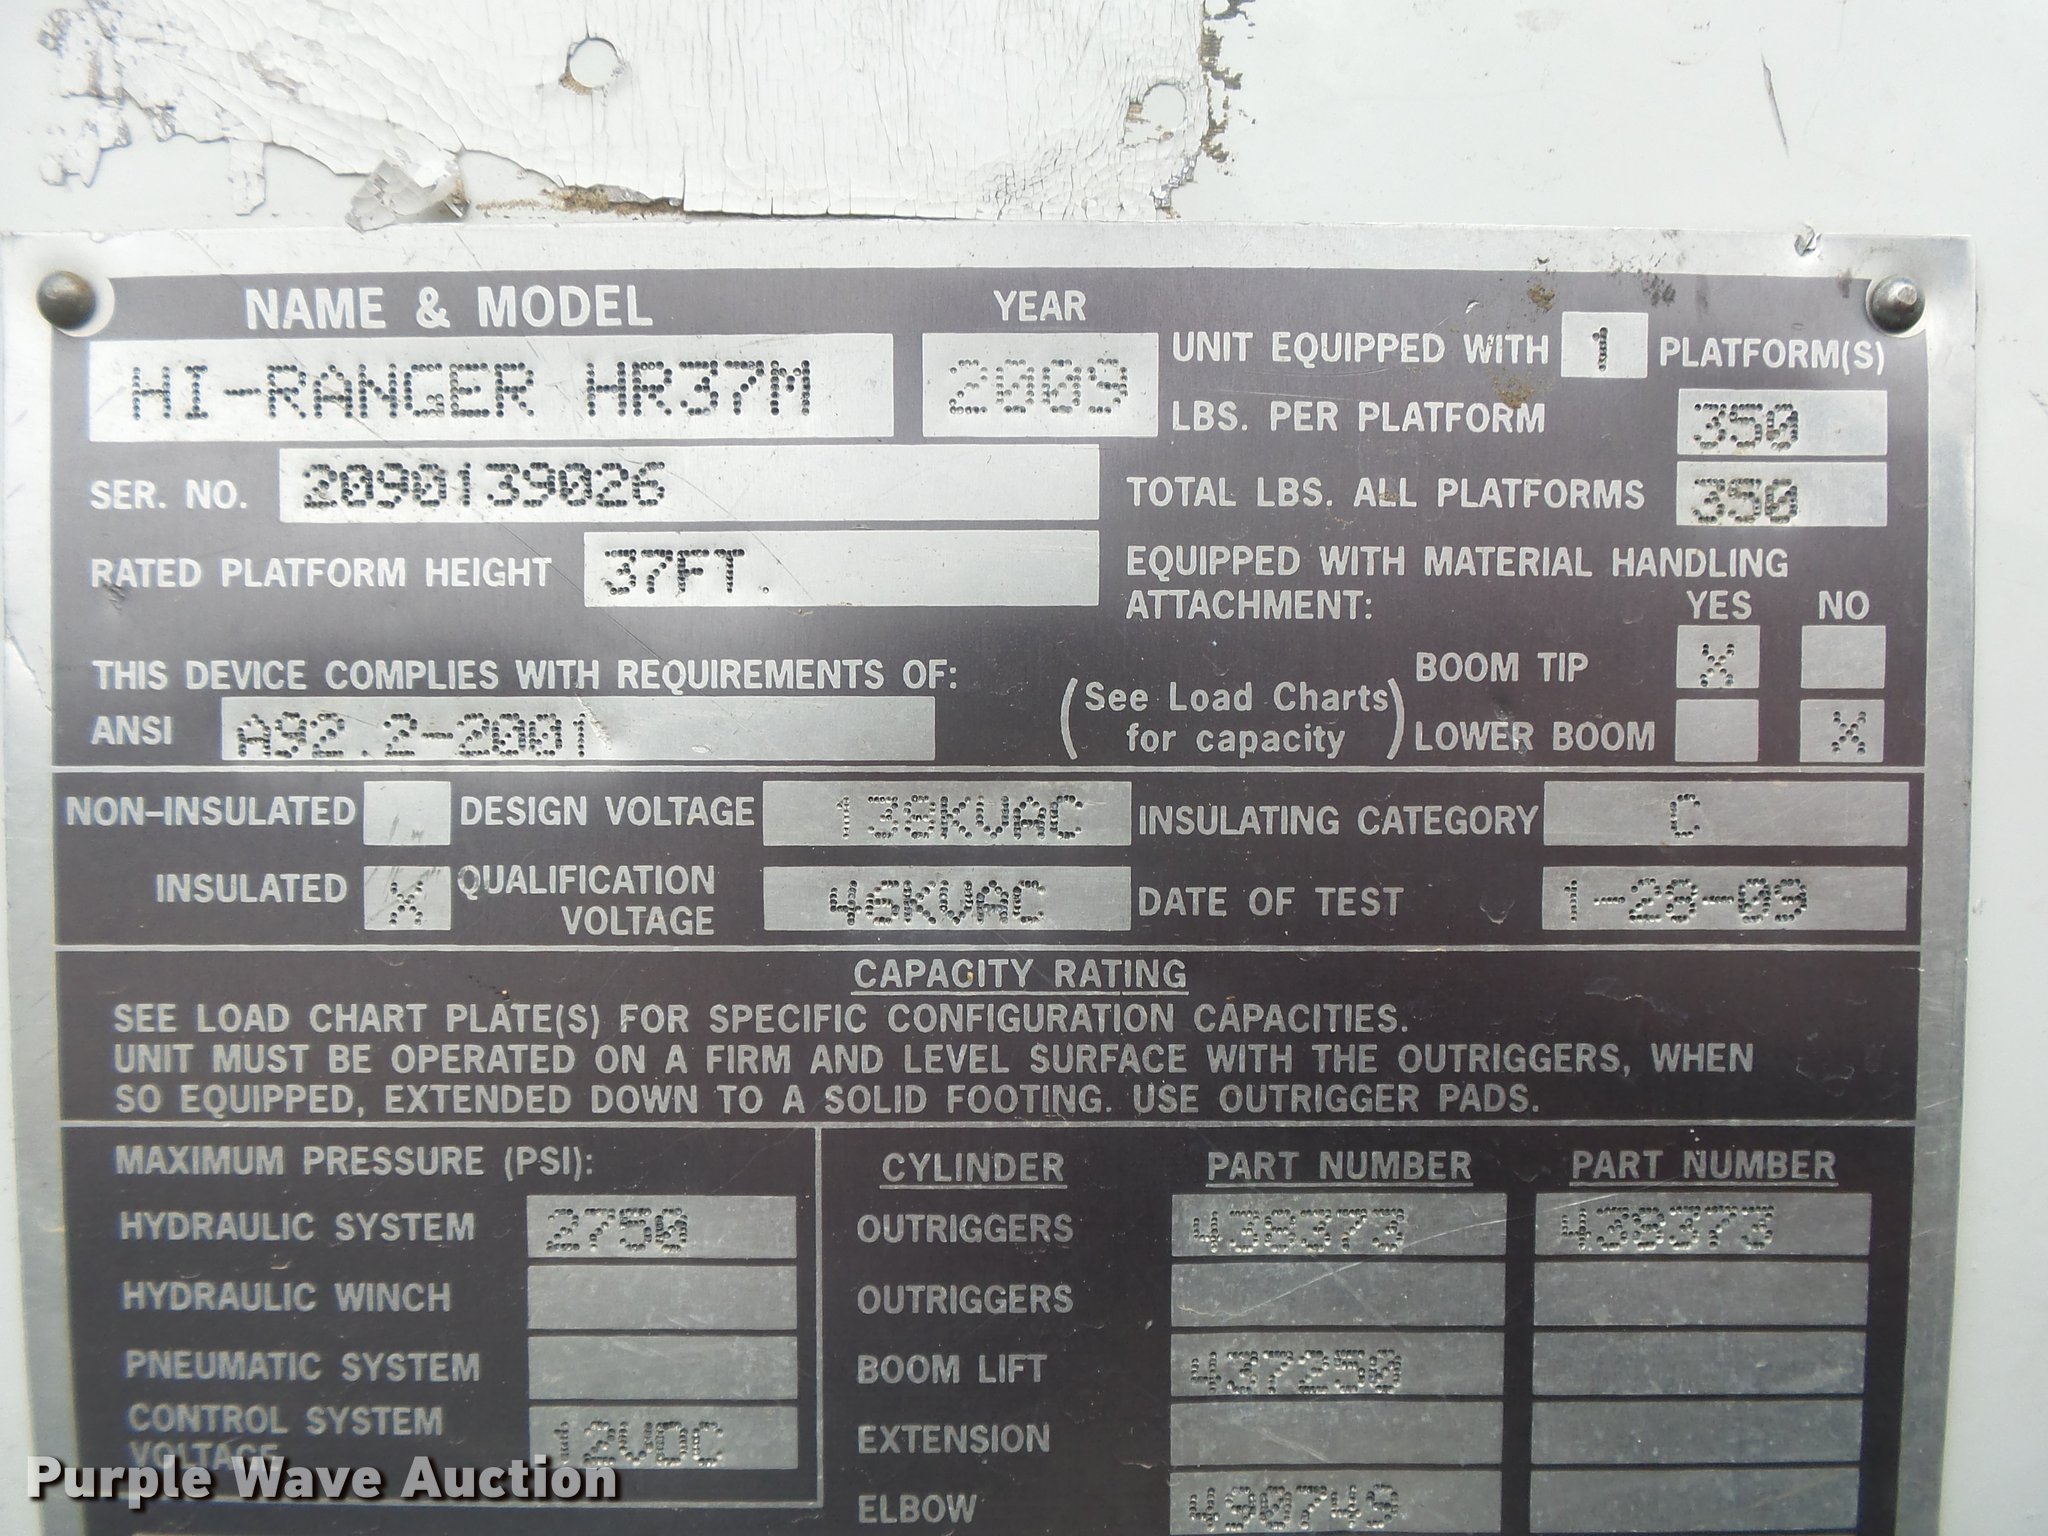 NAME & MODEL
YEAR
HI-RANGER HR37M
2009
UNIT EQUIPPED WITH 1 PLATFORM(S)
LBS. PER PLATFORM 350
SER. NO. 2090139026
TOTAL LBS. ALL PLATFORMS 350
RATED PLATFORM HEIGHT 37FT.
EQUIPPED WITH MATERIAL HANDLING
ATTACHMENT: YES NO
THIS DEVICE COMPLIES WITH REQUIREMENTS OF:
ANSI A92.2-2001
(See Load Charts
for capacity)
BOOM TIP X
LOWER BOOM X
NON-INSULATED
DESIGN VOLTAGE 138KVAC
INSULATING CATEGORY C
INSULATED X
QUALIFICATION
VOLTAGE 46KVAC
DATE OF TEST 1-28-09
CAPACITY RATING
SEE LOAD CHART PLATE(S) FOR SPECIFIC CONFIGURATION CAPACITIES.
UNIT MUST BE OPERATED ON A FIRM AND LEVEL SURFACE WITH THE OUTRIGGERS, WHEN
SO EQUIPPED, EXTENDED DOWN TO A SOLID FOOTING. USE OUTRIGGER PADS.
MAXIMUM PRESSURE (PSI):
HYDRAULIC SYSTEM 2750
HYDRAULIC WINCH
PNEUMATIC SYSTEM
CONTROL SYSTEM
VOLTAGE 12VDC
CYLINDER PART NUMBER PART NUMBER
OUTRIGGERS 438373 438373
OUTRIGGERS
BOOM LIFT 437250
EXTENSION
ELBOW 490749
Purple Wave Auction